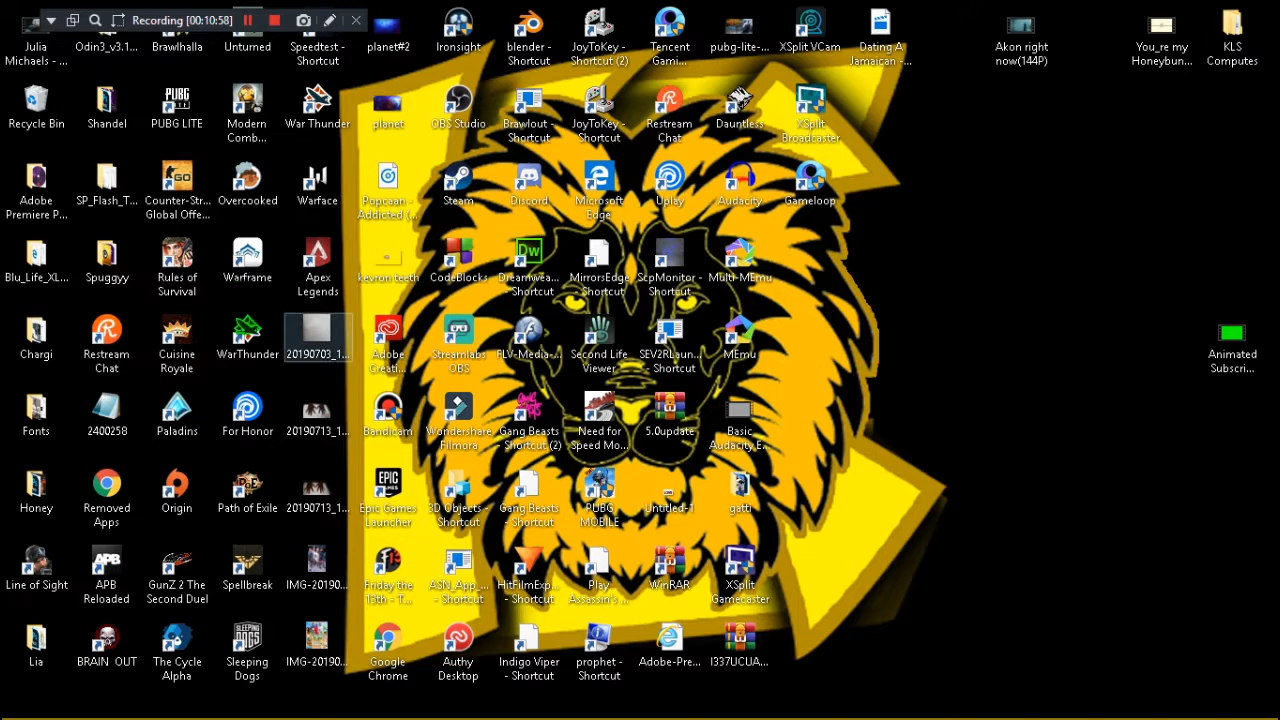 Recording [00:10:58]
Julia
Michaels - ...
Odin3_v3.1...
Brawlhalla
Unturned
Speedtest -
Shortcut
planet#2
Ironsight
blender -
Shortcut
JoyToKey -
Shortcut (2)
Tencent
Gami...
pubg-lite-...
XSplit VCam
Dating A
Jamaican -...
Akon right
now(144P)
You_re my
Honeybun...
KLS
Computes
Recycle Bin
Shandel
PUBG LITE
Modern
Comb...
War Thunder
planet
OBS Studio
Brawlout -
Shortcut
JoyToKey -
Shortcut
Restream
Chat
Dauntless
XSplit
Broadcaster
Adobe
Premiere P...
SP_Flash_T...
Counter-Str...
Global Offe...
Overcooked
Warface
Popcaan -
Addicted (...
Steam
Discord
Microsoft
Edge
Uplay
Audacity
Gameloop
Blu_Life_XL...
Spuggyy
Rules of
Survival
Warframe
Apex
Legends
kevron teeth
CodeBlocks
Dreamwea...
- Shortcut
MirrorsEdge
- Shortcut
ScpMonitor
- Shortcut
Multi-MEmu
Chargi
Restream
Chat
Cuisine
Royale
WarThunder
20190703_1...
Adobe
Creati...
Streamlabs
OBS
FLV-Media-...
Second Life
Viewer
SEV2RLaun...
- Shortcut
MEmu
Animated
Subscri...
Fonts
2400258
Paladins
For Honor
20190713_1...
Bandicam
Wondershare
Filmora
Gang Beasts
- Shortcut (2)
Need for
Speed Mo...
5.0update
Basic
Audacity E...
Honey
Removed
Apps
Origin
Path of Exile
20190713_1...
Epic Games
Launcher
3D Objects -
Shortcut
Gang Beasts
- Shortcut
PUBG
MOBILE
Untitled-1
gatti
Line of Sight
APB
Reloaded
GunZ 2 The
Second Duel
Spellbreak
IMG-20190...
Friday the
13th - T...
ASN_App_...
- Shortcut
HitFilmExp...
- Shortcut
Play
Assassin's ...
WinRAR
XSplit
Gamecaster
Lia
BRAIN OUT
The Cycle
Alpha
Sleeping
Dogs
IMG-20190...
Google
Chrome
Authy
Desktop
Indigo Viper
- Shortcut
prophet -
Shortcut
Adobe-Pre...
I337UCUA...